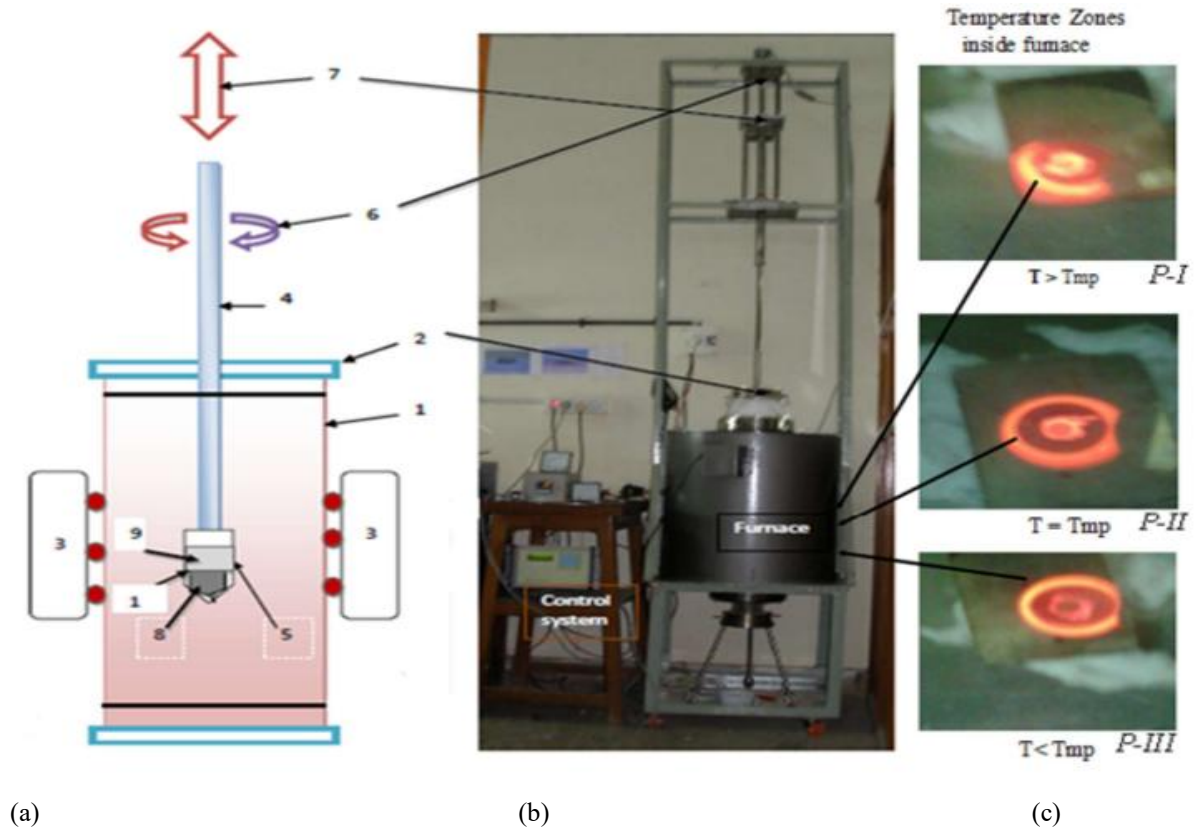 Temperature Zones
inside furnace
7
6
4
2
1
3
3
9
1
8
5
Furnace
Control
system
T > Tmp P-I
T = Tmp P-II
T < Tmp P-III
(a) (b) (c)